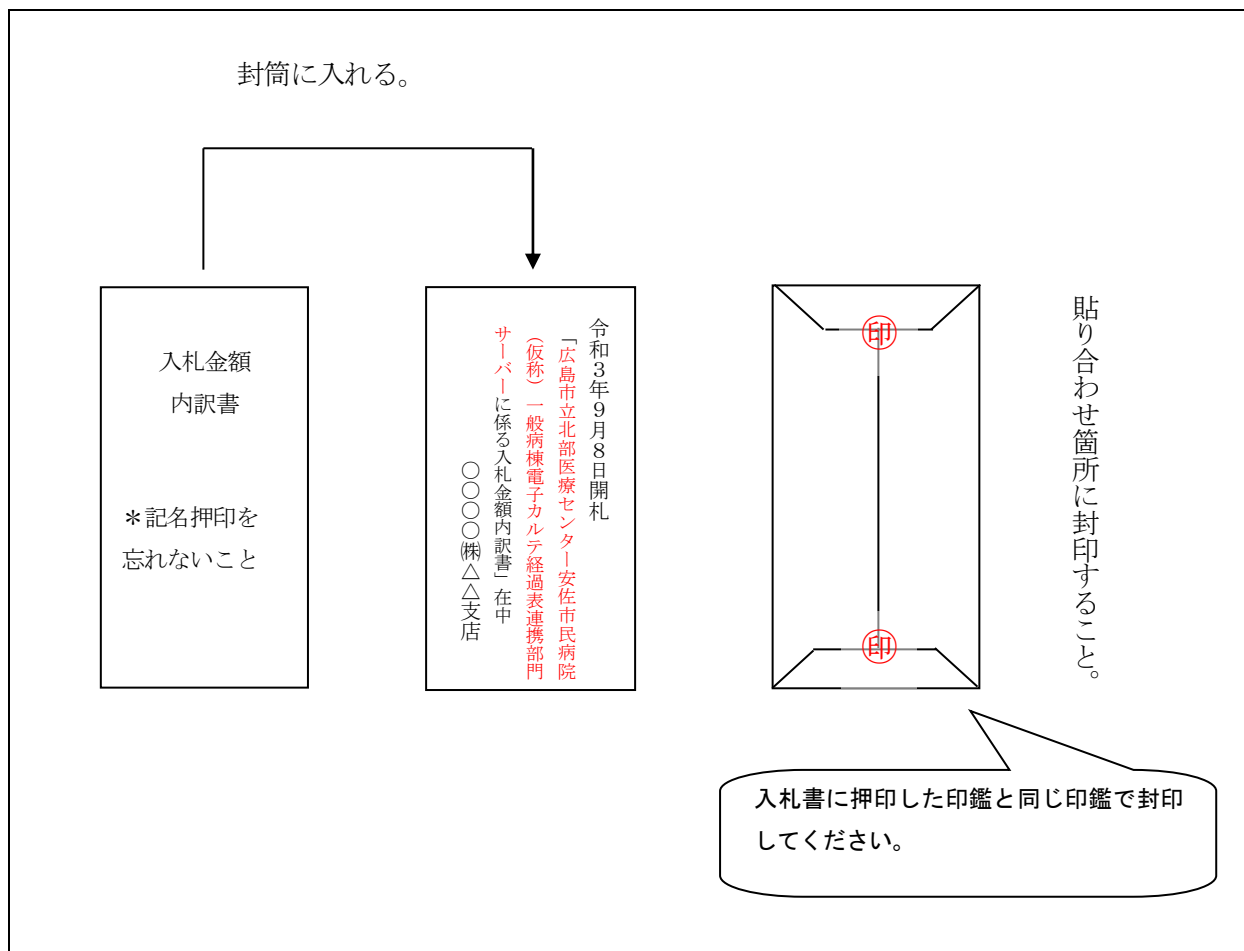 封筒に入れる。
入札金額
内訳書
＊記名押印を
忘れないこと
令和３年９月８日開札
「広島市立北部医療センター安佐市民病院
（仮称）一般病棟電子カルテ経過表連携部門
サーバーに係る入札金額内訳書」在中
〇〇〇〇㈱△△支店
印
印
貼り合わせ箇所に封印すること。
入札書に押印した印鑑と同じ印鑑で封印
してください。